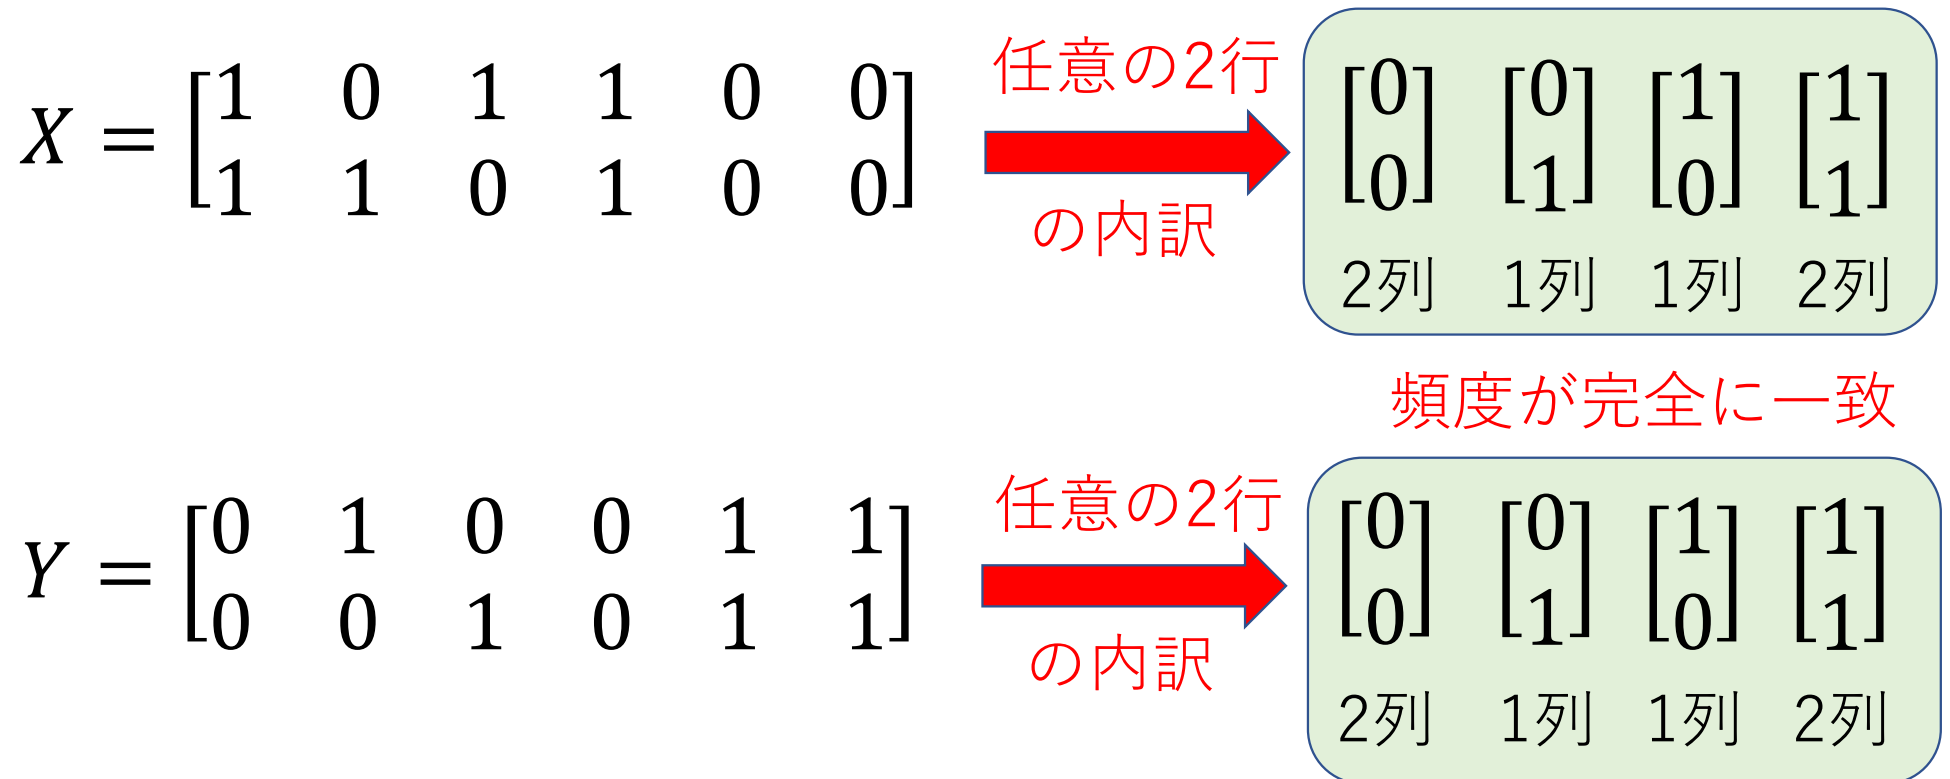 X = [1 0 1 1 0 0
1 1 0 1 0 0]
任意の2行
の内訳
[0 0] [0 1] [1 0] [1 1]
2列 1列 1列 2列
頻度が完全に一致
Y = [0 1 0 0 1 1
0 0 1 0 1 1]
任意の2行
の内訳
[0 0] [0 1] [1 0] [1 1]
2列 1列 1列 2列